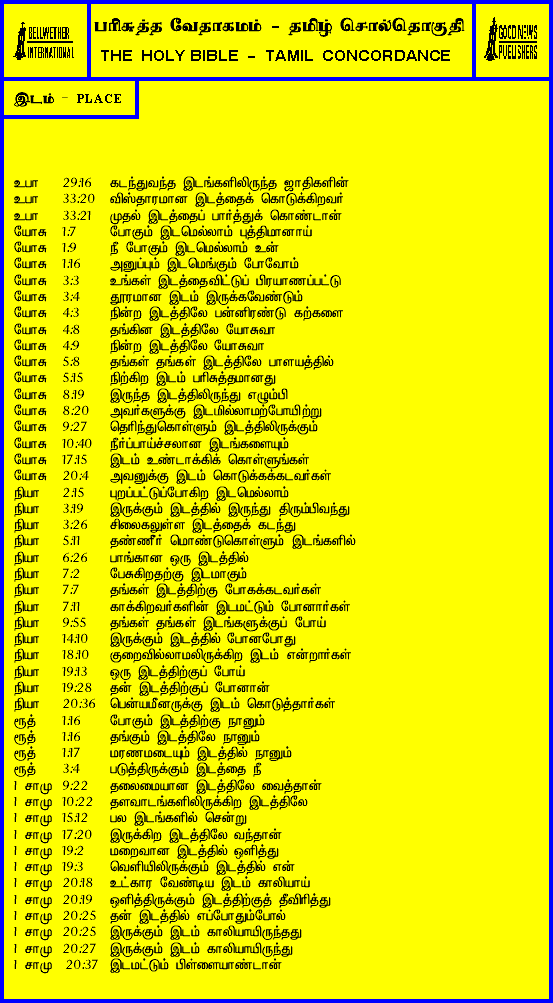 BELLWETHER
INTERNATIONAL
பரிசுத்த வேதாகமம் - தமிழ் சொல்தொகுதி
THE HOLY BIBLE - TAMIL CONCORDANCE
GOOD NEWS
PUBLISHERS
இடம் - PLACE
உபா 29:16 கடந்துவந்த இடங்களிலிருந்த ஜாதிகளின்
உபா 33:20 விஸ்தாரமான இடத்தைக் கொடுக்கிறவர்
உபா 33:21 முதல் இடத்தைப் பார்த்துக் கொண்டான்
யோசு 1:7 போகும் இடமெல்லாம் புத்திமானாய்
யோசு 1:9 நீ போகும் இடமெல்லாம் உன்
யோசு 1:16 அனுப்பும் இடமெங்கும் போவோம்
யோசு 3:3 உங்கள் இடத்தைவிட்டுப் பிரயாணப்பட்டு
யோசு 3:4 தூரமான இடம் இருக்கவேண்டும்
யோசு 4:3 நின்ற இடத்திலே பன்னிரண்டு கற்களை
யோசு 4:8 தங்கின இடத்திலே யோசுவா
யோசு 4:9 நின்ற இடத்திலே யோசுவா
யோசு 5:8 தங்கள் தங்கள் இடத்திலே பாளயத்தில்
யோசு 5:15 நிற்கிற இடம் பரிசுத்தமானது
யோசு 8:19 இருந்த இடத்திலிருந்து எழும்பி
யோசு 8:20 அவர்களுக்கு இடமில்லாமற்போயிற்று
யோசு 9:27 தெரிந்துகொள்ளும் இடத்திலிருக்கும்
யோசு 10:40 நீர்ப்பாய்ச்சலான இடங்களையும்
யோசு 17:15 இடம் உண்டாக்கிக் கொள்ளுங்கள்
யோசு 20:4 அவனுக்கு இடம் கொடுக்கக்கடவர்கள்
நியா 2:15 புறப்பட்டுப்போகிற இடமெல்லாம்
நியா 3:19 இருக்கும் இடத்தில் இருந்து திரும்பிவந்து
நியா 3:26 சிலைகலுள்ள இடத்தைக் கடந்து
நியா 5:11 தண்ணீர் மொண்டுகொள்ளும் இடங்களில்
நியா 6:26 பாங்கான ஒரு இடத்தில்
நியா 7:2 பேசுகிறதற்கு இடமாகும்
நியா 7:7 தங்கள் இடத்திற்கு போகக்கடவர்கள்
நியா 7:11 காக்கிறவர்களின் இடமட்டும் போனார்கள்
நியா 9:55 தங்கள் தங்கள் இடங்களுக்குப் போய்
நியா 14:10 இருக்கும் இடத்தில் போனபோது
நியா 18:10 குறைவில்லாமலிருக்கிற இடம் என்றார்கள்
நியா 19:13 ஒரு இடத்திற்குப் போய்
நியா 19:28 தன் இடத்திற்குப் போனான்
நியா 20:36 பென்யமீனருக்கு இடம் கொடுத்தார்கள்
ரூத் 1:16 போகும் இடத்திற்கு நானும்
ரூத் 1:16 தங்கும் இடத்திலே நானும்
ரூத் 1:17 மரணமடையும் இடத்தில் நானும்
ரூத் 3:4 படுத்திருக்கும் இடத்தை நீ
1 சாமு 9:22 தலைமையான இடத்திலே வைத்தான்
1 சாமு 10:22 தளவாடங்களிலிருக்கிற இடத்திலே
1 சாமு 15:12 பல இடங்களில் சென்று
1 சாமு 17:20 இருக்கிற இடத்திலே வந்தான்
1 சாமு 19:2 மறைவான இடத்தில் ஒளித்து
1 சாமு 19:3 வெளியிலிருக்கும் இடத்தில் என்
1 சாமு 20:18 உட்கார வேண்டிய இடம் காலியாய்
1 சாமு 20:19 ஒளித்திருக்கும் இடத்திற்குத் தீவிரித்து
1 சாமு 20:25 தன் இடத்தில் எப்போதும்போல்
1 சாமு 20:25 இருக்கும் இடம் காலியாயிருந்தது
1 சாமு 20:27 இருக்கும் இடம் காலியாயிருந்து
1 சாமு 20:37 இடமட்டும் பிள்ளையாண்டான்